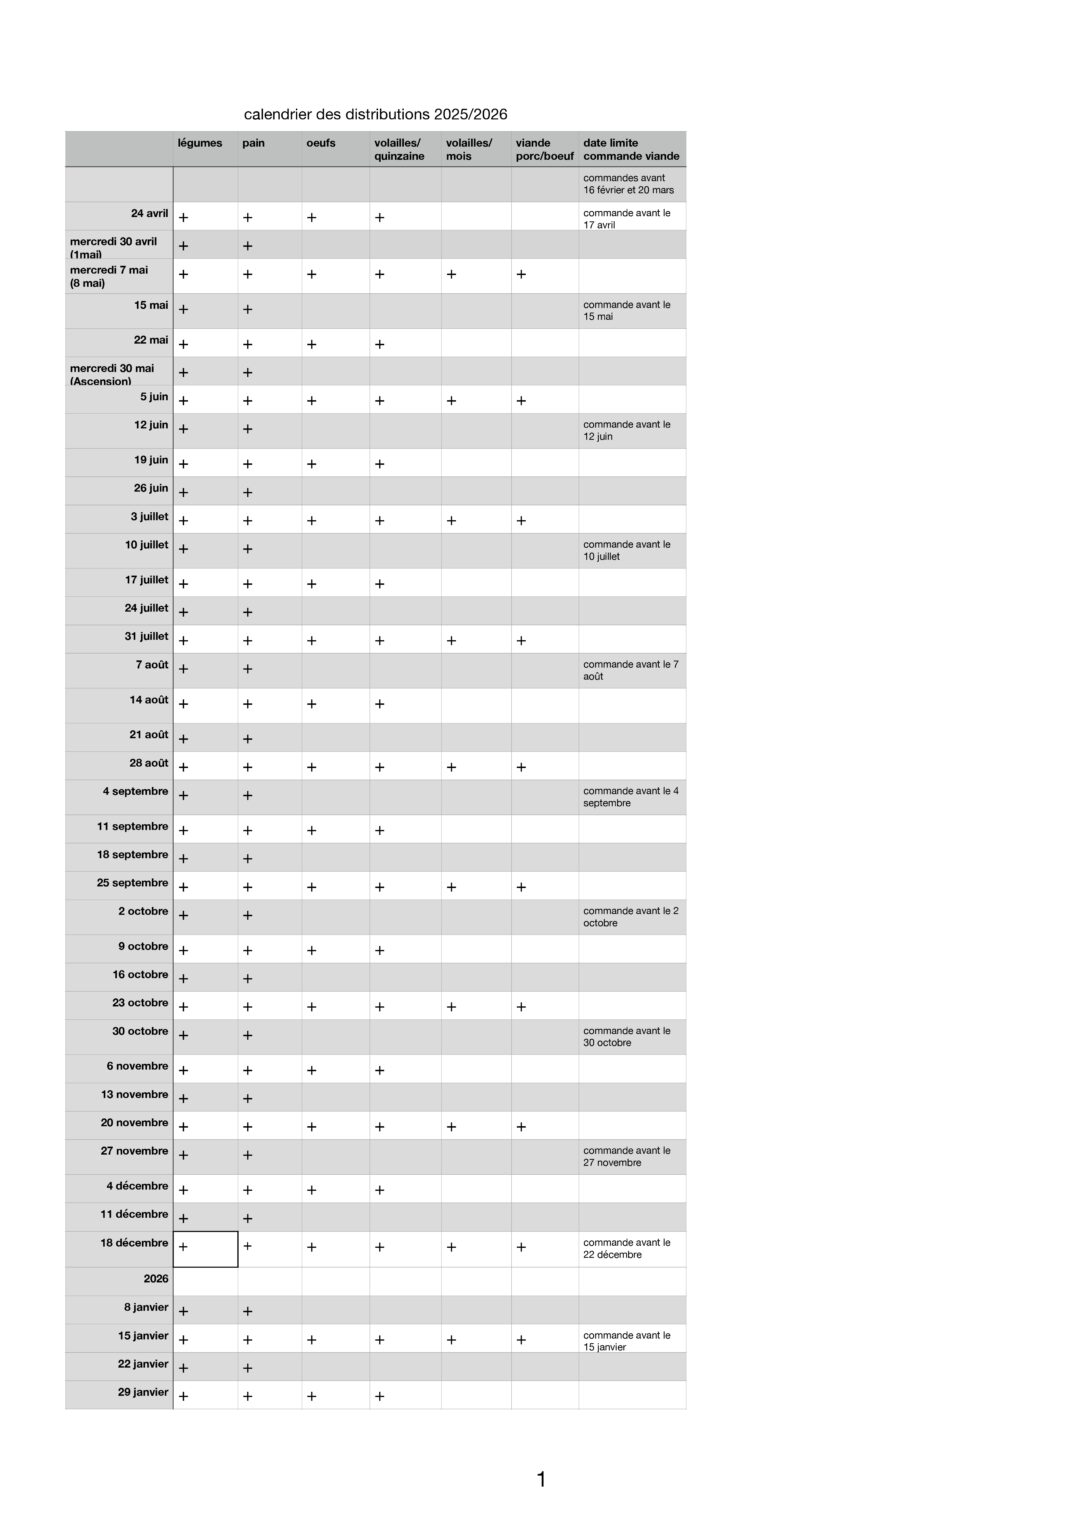 calendrier des distributions 2025/2026
légumes pain oeufs volailles/ volailles/ viande date limite
quinzaine mois porc/boeuf commande viande
commandes avant
16 février et 20 mars
24 avril + + + + commande avant le
17 avril
mercredi 30 avril + +
(1mai)
mercredi 7 mai + + + + + +
(8 mai)
15 mai + + commande avant le
15 mai
22 mai + + + +
mercredi 30 mai + +
(Ascension)
5 juin + + + + + +
12 juin + + commande avant le
12 juin
19 juin + + + +
26 juin + +
3 juillet + + + + + +
10 juillet + + commande avant le
10 juillet
17 juillet + + + +
24 juillet + +
31 juillet + + + + + +
7 août + + commande avant le 7
août
14 août + + + +
21 août + +
28 août + + + + + +
4 septembre + + commande avant le 4
septembre
11 septembre + + + +
18 septembre + +
25 septembre + + + + + +
2 octobre + + commande avant le 2
octobre
9 octobre + + + +
16 octobre + +
23 octobre + + + + + +
30 octobre + + commande avant le
30 octobre
6 novembre + + + +
13 novembre + +
20 novembre + + + + + +
27 novembre + + commande avant le
27 novembre
4 décembre + + + +
11 décembre + +
18 décembre + + + + + + commande avant le
22 décembre
2026
8 janvier + +
15 janvier + + + + + + commande avant le
15 janvier
22 janvier + +
29 janvier + + + +
1